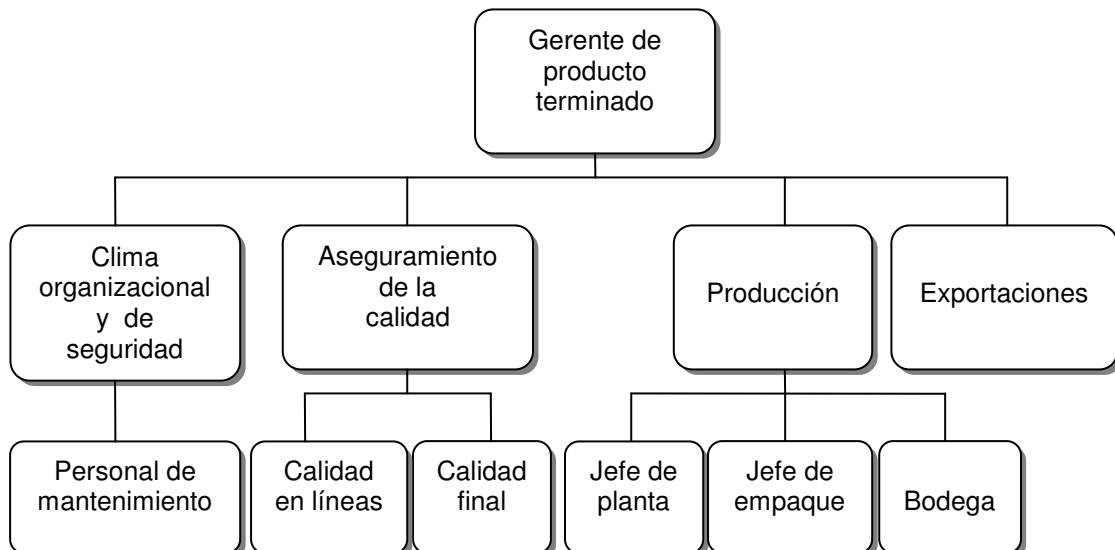 Gerente de
producto
terminado
Clima
organizacional
y de
seguridad
Aseguramiento
de la
calidad
Producción
Exportaciones
Personal de
mantenimiento
Calidad
en líneas
Calidad
final
Jefe de
planta
Jefe de
empaque
Bodega